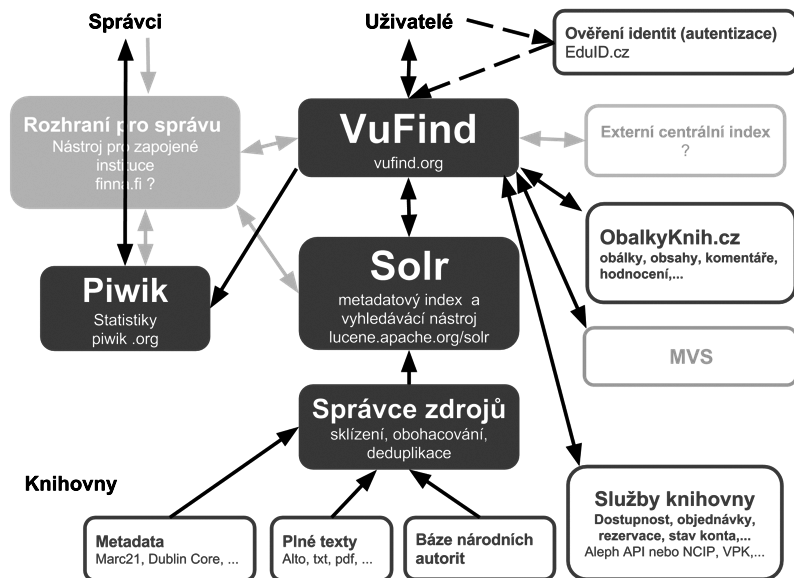 Správci
Uživatelé
Ověření identit (autentizace)
EduID.cz
Rozhraní pro správu
Nástroj pro zapojené
instituce
finna.fi ?
VuFind
vufind.org
Externí centrální index
?
ObalkyKnih.cz
obálky, obsahy, komentáře,
hodnocení,...
Piwik
Statistiky
piwik .org
Solr
metadatový index a
vyhledávácí nástroj
lucene.apache.org/solr
MVS
Správce zdrojů
sklízení, obohacování,
deduplikace
Knihovny
Služby knihovny
Dostupnost, objednávky,
rezervace, stav konta,...
Aleph API nebo NCIP, VPK,...
Metadata
Marc21, Dublin Core, ...
Plné texty
Alto, txt, pdf, ...
Báze národních
autorit